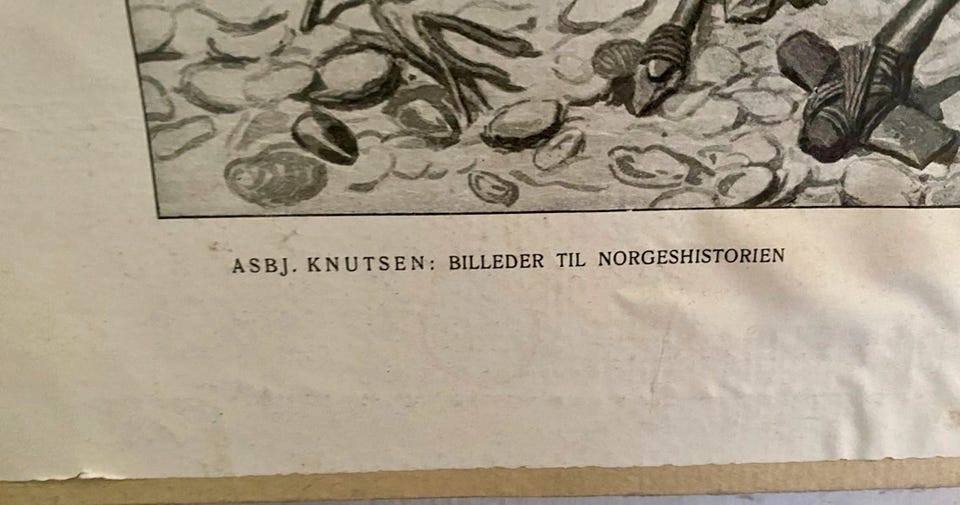 ASBJ. KNUTSEN: BILLEDER TIL NORGESHISTORIEN